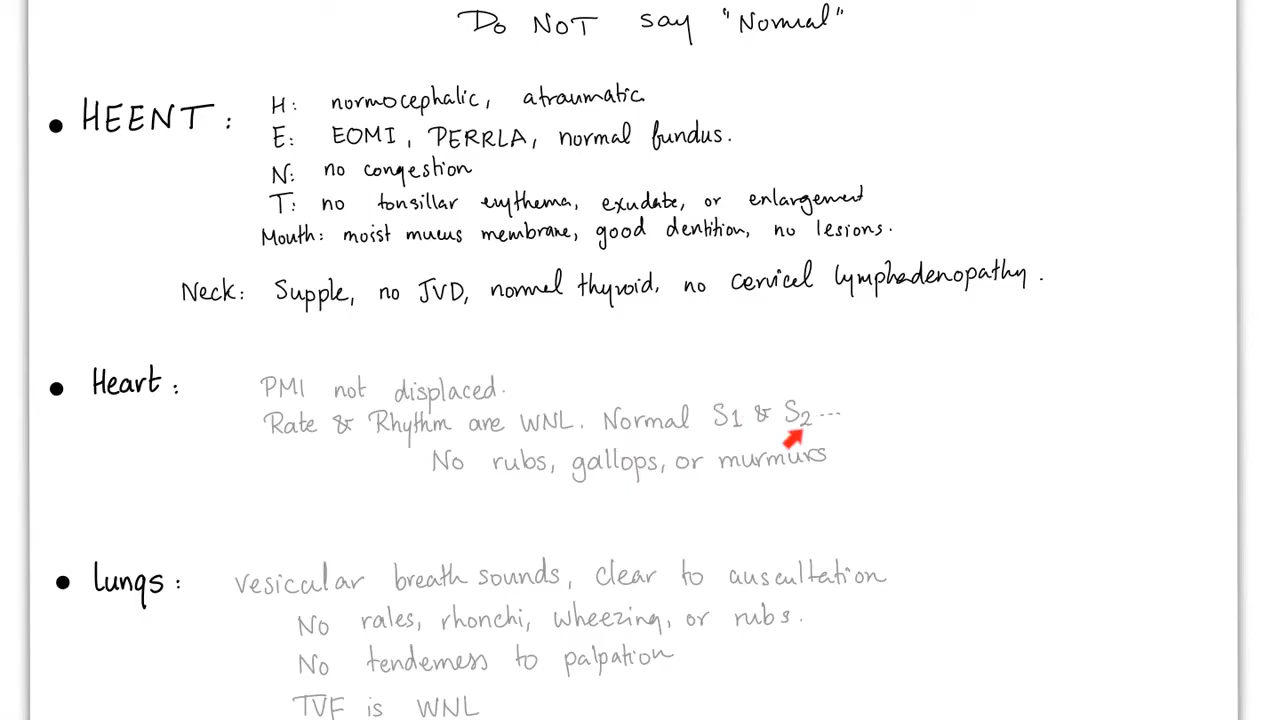 Do NOT say "Normal"
• HEENT: H: normocephalic, atraumatic.
E: EOMI, PERRLA, normal fundus.
N: no congestion
T: no tonsillar erythema, exudate, or enlargement
Mouth: moist mucus membrane, good dentition, no lesions.
Neck: Supple, no JVD, normal thyroid, no cervical lymphadenopathy.
• Heart: PMI not displaced.
Rate & Rhythm are WNL. Normal S1 & S2 ...
No rubs, gallops, or murmurs
• Lungs: vesicular breath sounds, clear to auscultation
No rales, rhonchi, wheezing, or rubs.
No tenderness to palpation
TVF is WNL